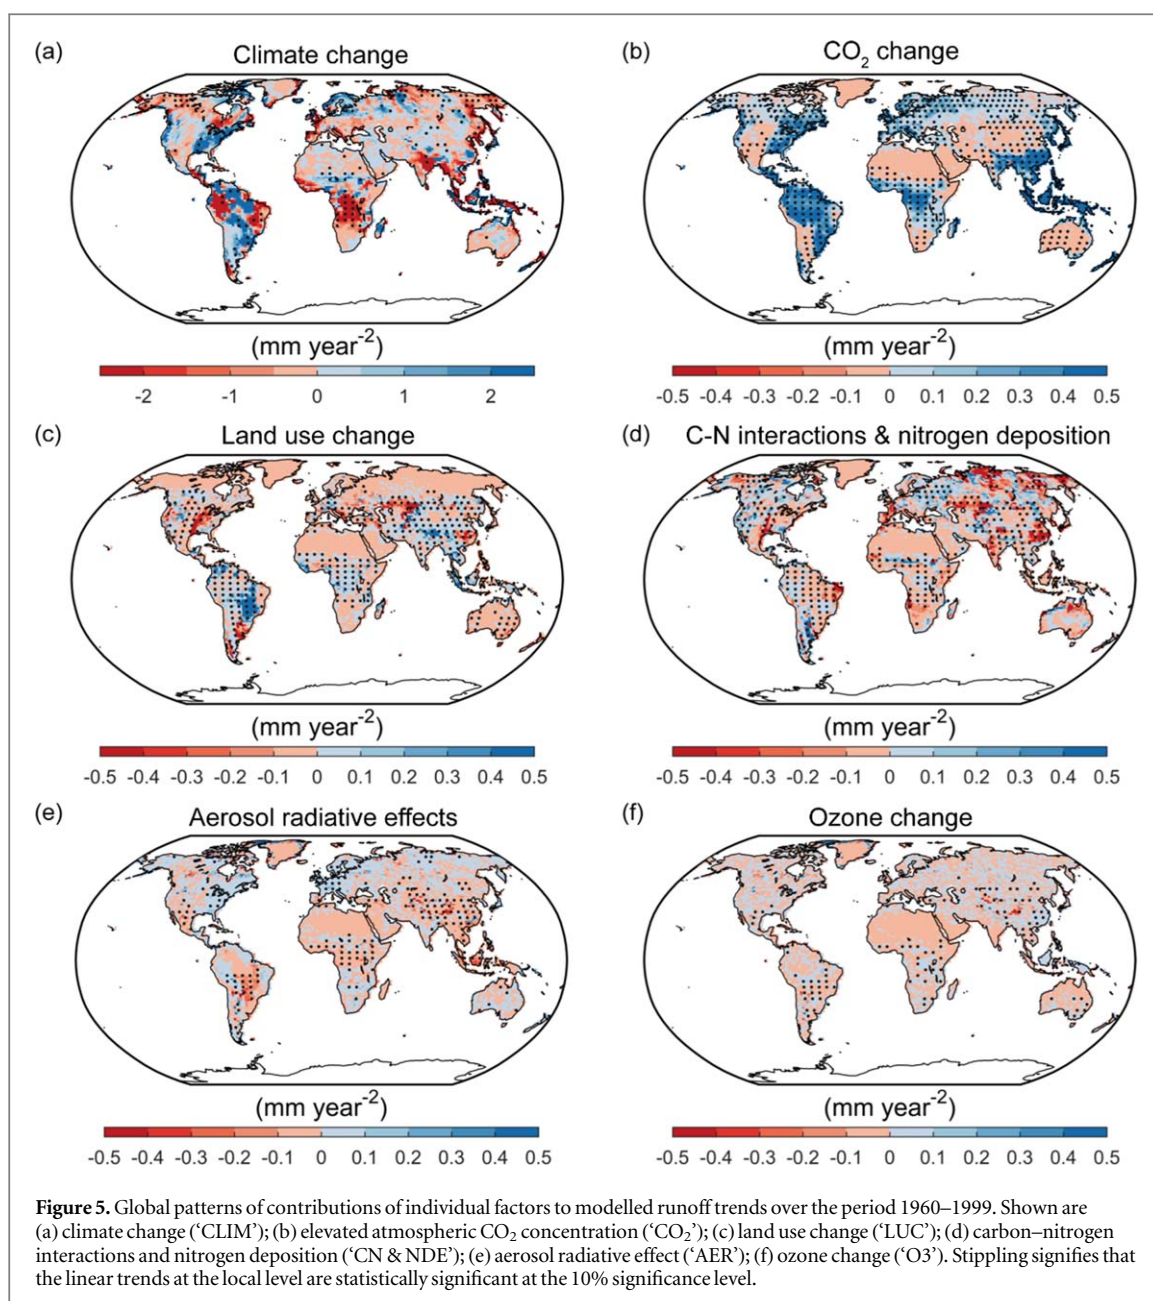 (a)
Climate change
(b)
CO₂ change
(mm year⁻²)
-2 -1 0 1 2
(mm year⁻²)
-0.5 -0.4 -0.3 -0.2 -0.1 0 0.1 0.2 0.3 0.4 0.5
(c)
Land use change
(d)
C-N interactions & nitrogen deposition
(mm year⁻²)
-0.5 -0.4 -0.3 -0.2 -0.1 0 0.1 0.2 0.3 0.4 0.5
(mm year⁻²)
-0.5 -0.4 -0.3 -0.2 -0.1 0 0.1 0.2 0.3 0.4 0.5
(e)
Aerosol radiative effects
(f)
Ozone change
(mm year⁻²)
-0.5 -0.4 -0.3 -0.2 -0.1 0 0.1 0.2 0.3 0.4 0.5
(mm year⁻²)
-0.5 -0.4 -0.3 -0.2 -0.1 0 0.1 0.2 0.3 0.4 0.5
Figure 5. Global patterns of contributions of individual factors to modelled runoff trends over the period 1960–1999. Shown are
(a) climate change (‘CLIM’); (b) elevated atmospheric CO₂ concentration (‘CO₂’); (c) land use change (‘LUC’); (d) carbon–nitrogen
interactions and nitrogen deposition (‘CN & NDE’); (e) aerosol radiative effect (‘AER’); (f) ozone change (‘O3’). Stippling signifies that
the linear trends at the local level are statistically significant at the 10% significance level.